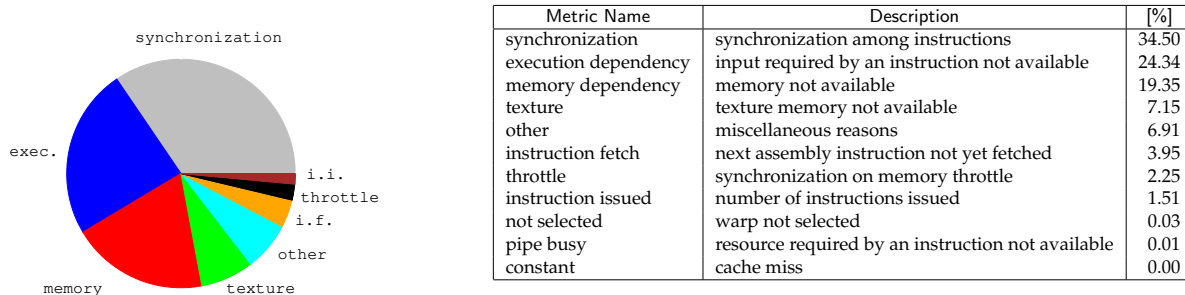 synchronization
exec.
i.i.
throttle
i.f.
other
memory
texture
Metric Name Description [%]
synchronization synchronization among instructions 34.50
execution dependency input required by an instruction not available 24.34
memory dependency memory not available 19.35
texture texture memory not available 7.15
other miscellaneous reasons 6.91
instruction fetch next assembly instruction not yet fetched 3.95
throttle synchronization on memory throttle 2.25
instruction issued number of instructions issued 1.51
not selected warp not selected 0.03
pipe busy resource required by an instruction not available 0.01
constant cache miss 0.00